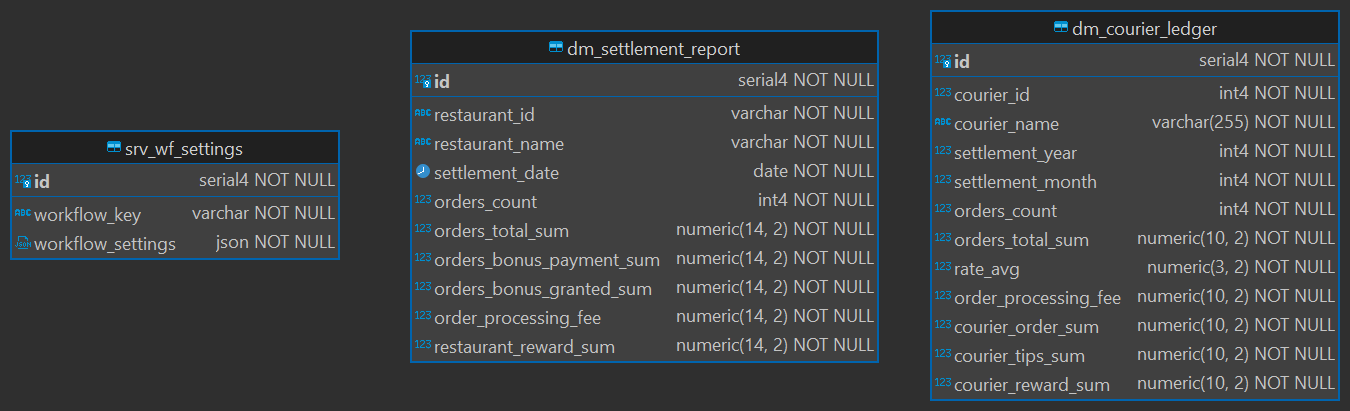 srv_wf_settings
123 id serial4 NOT NULL
ABC workflow_key varchar NOT NULL
JSON workflow_settings json NOT NULL
dm_settlement_report
123 id serial4 NOT NULL
ABC restaurant_id varchar NOT NULL
ABC restaurant_name varchar NOT NULL
settlement_date date NOT NULL
123 orders_count int4 NOT NULL
123 orders_total_sum numeric(14, 2) NOT NULL
123 orders_bonus_payment_sum numeric(14, 2) NOT NULL
123 orders_bonus_granted_sum numeric(14, 2) NOT NULL
123 order_processing_fee numeric(14, 2) NOT NULL
123 restaurant_reward_sum numeric(14, 2) NOT NULL
dm_courier_ledger
123 id serial4 NOT NULL
123 courier_id int4 NOT NULL
ABC courier_name varchar(255) NOT NULL
123 settlement_year int4 NOT NULL
123 settlement_month int4 NOT NULL
123 orders_count int4 NOT NULL
123 orders_total_sum numeric(10, 2) NOT NULL
123 rate_avg numeric(3, 2) NOT NULL
123 order_processing_fee numeric(10, 2) NOT NULL
123 courier_order_sum numeric(10, 2) NOT NULL
123 courier_tips_sum numeric(10, 2) NOT NULL
123 courier_reward_sum numeric(10, 2) NOT NULL